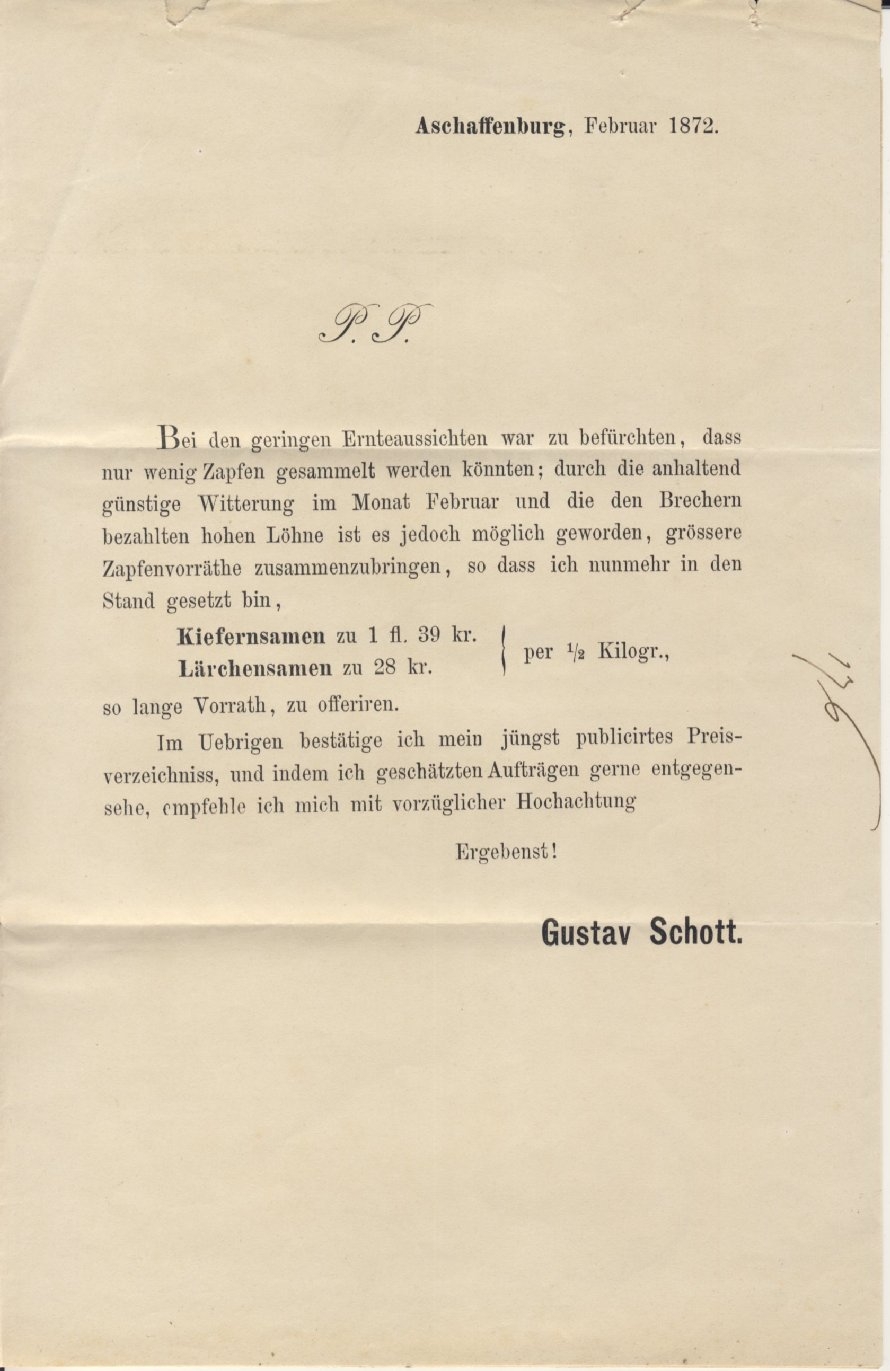 Aschaffenburg, Februar 1872.
P. P.
Bei den geringen Ernteaussichten war zu befürchten, dass
nur wenig Zapfen gesammelt werden könnten; durch die anhaltend
günstige Witterung im Monat Februar und die den Brechern
bezahlten hohen Löhne ist es jedoch möglich geworden, grössere
Zapfenvorräthe zusammenzubringen, so dass ich nunmehr in den
Stand gesetzt bin,
Kiefernsamen zu 1 fl. 39 kr.
Lärchensamen zu 28 kr.
per 1/2 Kilogr.,
so lange Vorrath, zu offeriren.
Im Uebrigen bestätige ich mein jüngst publicirtes Preis-
verzeichniss, und indem ich geschätzten Aufträgen gerne entgegen-
sehe, empfehle ich mich mit vorzüglicher Hochachtung
Ergebenst!
Gustav Schott.